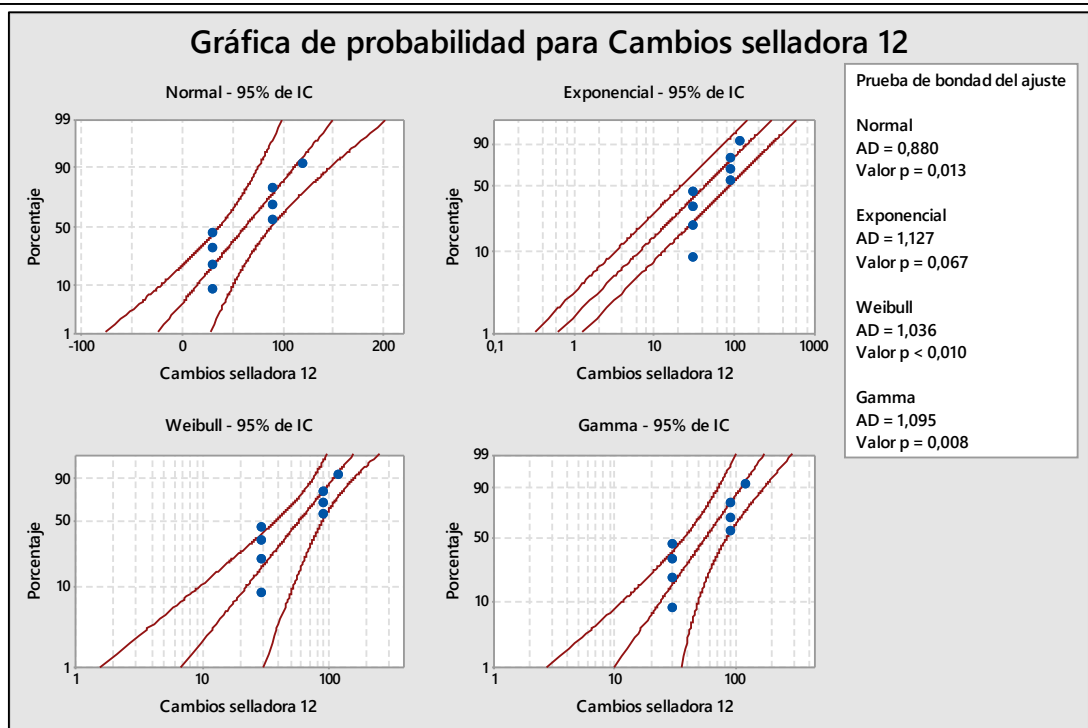 Gráfica de probabilidad para Cambios selladora 12
Normal - 95% de IC
Porcentaje
99
90
50
10
1
-100
0
100
200
Cambios selladora 12
Exponencial - 95% de IC
Porcentaje
90
50
10
1
0,1
1
10
100
1000
Cambios selladora 12
Weibull - 95% de IC
Porcentaje
90
50
10
1
1
10
100
Cambios selladora 12
Gamma - 95% de IC
Porcentaje
99
90
50
10
1
1
10
100
Cambios selladora 12
Prueba de bondad del ajuste
Normal
AD = 0,880
Valor p = 0,013
Exponencial
AD = 1,127
Valor p = 0,067
Weibull
AD = 1,036
Valor p < 0,010
Gamma
AD = 1,095
Valor p = 0,008